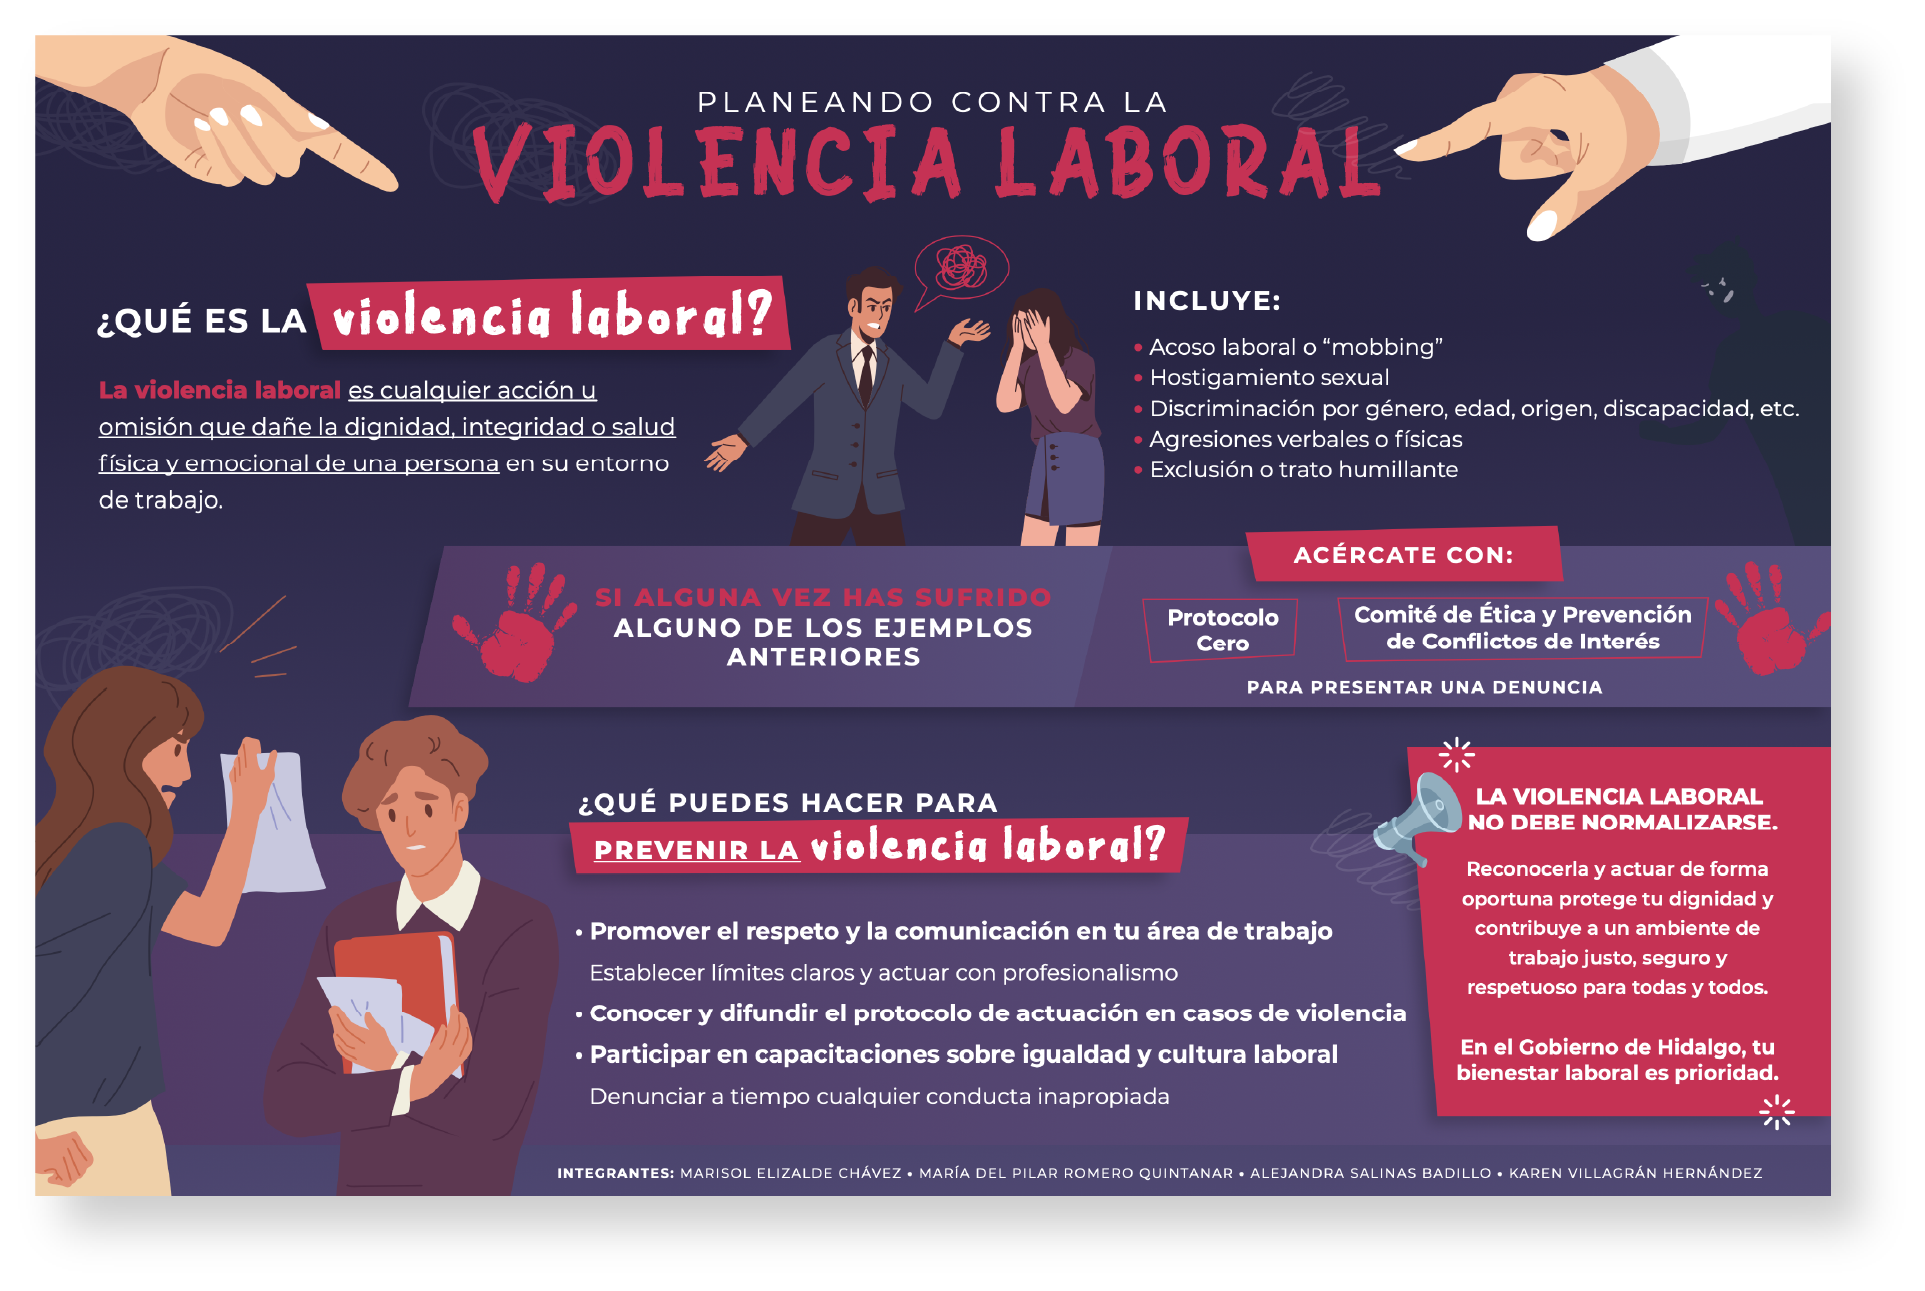 PLANEANDO CONTRA LA
VIOLENCIA LABORAL
¿QUÉ ES LA violencia laboral?
La violencia laboral es cualquier acción u
omisión que dañe la dignidad, integridad o salud
física y emocional de una persona en su entorno
de trabajo.
INCLUYE:
• Acoso laboral o “mobbing”
• Hostigamiento sexual
• Discriminación por género, edad, origen, discapacidad, etc.
• Agresiones verbales o físicas
• Exclusión o trato humillante
SI ALGUNA VEZ HAS SUFRIDO
ALGUNO DE LOS EJEMPLOS
ANTERIORES
ACÉRCATE CON:
Protocolo
Cero
Comité de Ética y Prevención
de Conflictos de Interés
PARA PRESENTAR UNA DENUNCIA
¿QUÉ PUEDES HACER PARA
PREVENIR LA violencia laboral?
• Promover el respeto y la comunicación en tu área de trabajo
Establecer límites claros y actuar con profesionalismo
• Conocer y difundir el protocolo de actuación en casos de violencia
• Participar en capacitaciones sobre igualdad y cultura laboral
Denunciar a tiempo cualquier conducta inapropiada
LA VIOLENCIA LABORAL
NO DEBE NORMALIZARSE.
Reconocerla y actuar de forma
oportuna protege tu dignidad y
contribuye a un ambiente de
trabajo justo, seguro y
respetuoso para todas y todos.
En el Gobierno de Hidalgo, tu
bienestar laboral es prioridad.
INTEGRANTES: MARISOL ELIZALDE CHÁVEZ • MARÍA DEL PILAR ROMERO QUINTANAR • ALEJANDRA SALINAS BADILLO • KAREN VILLAGRÁN HERNÁNDEZ